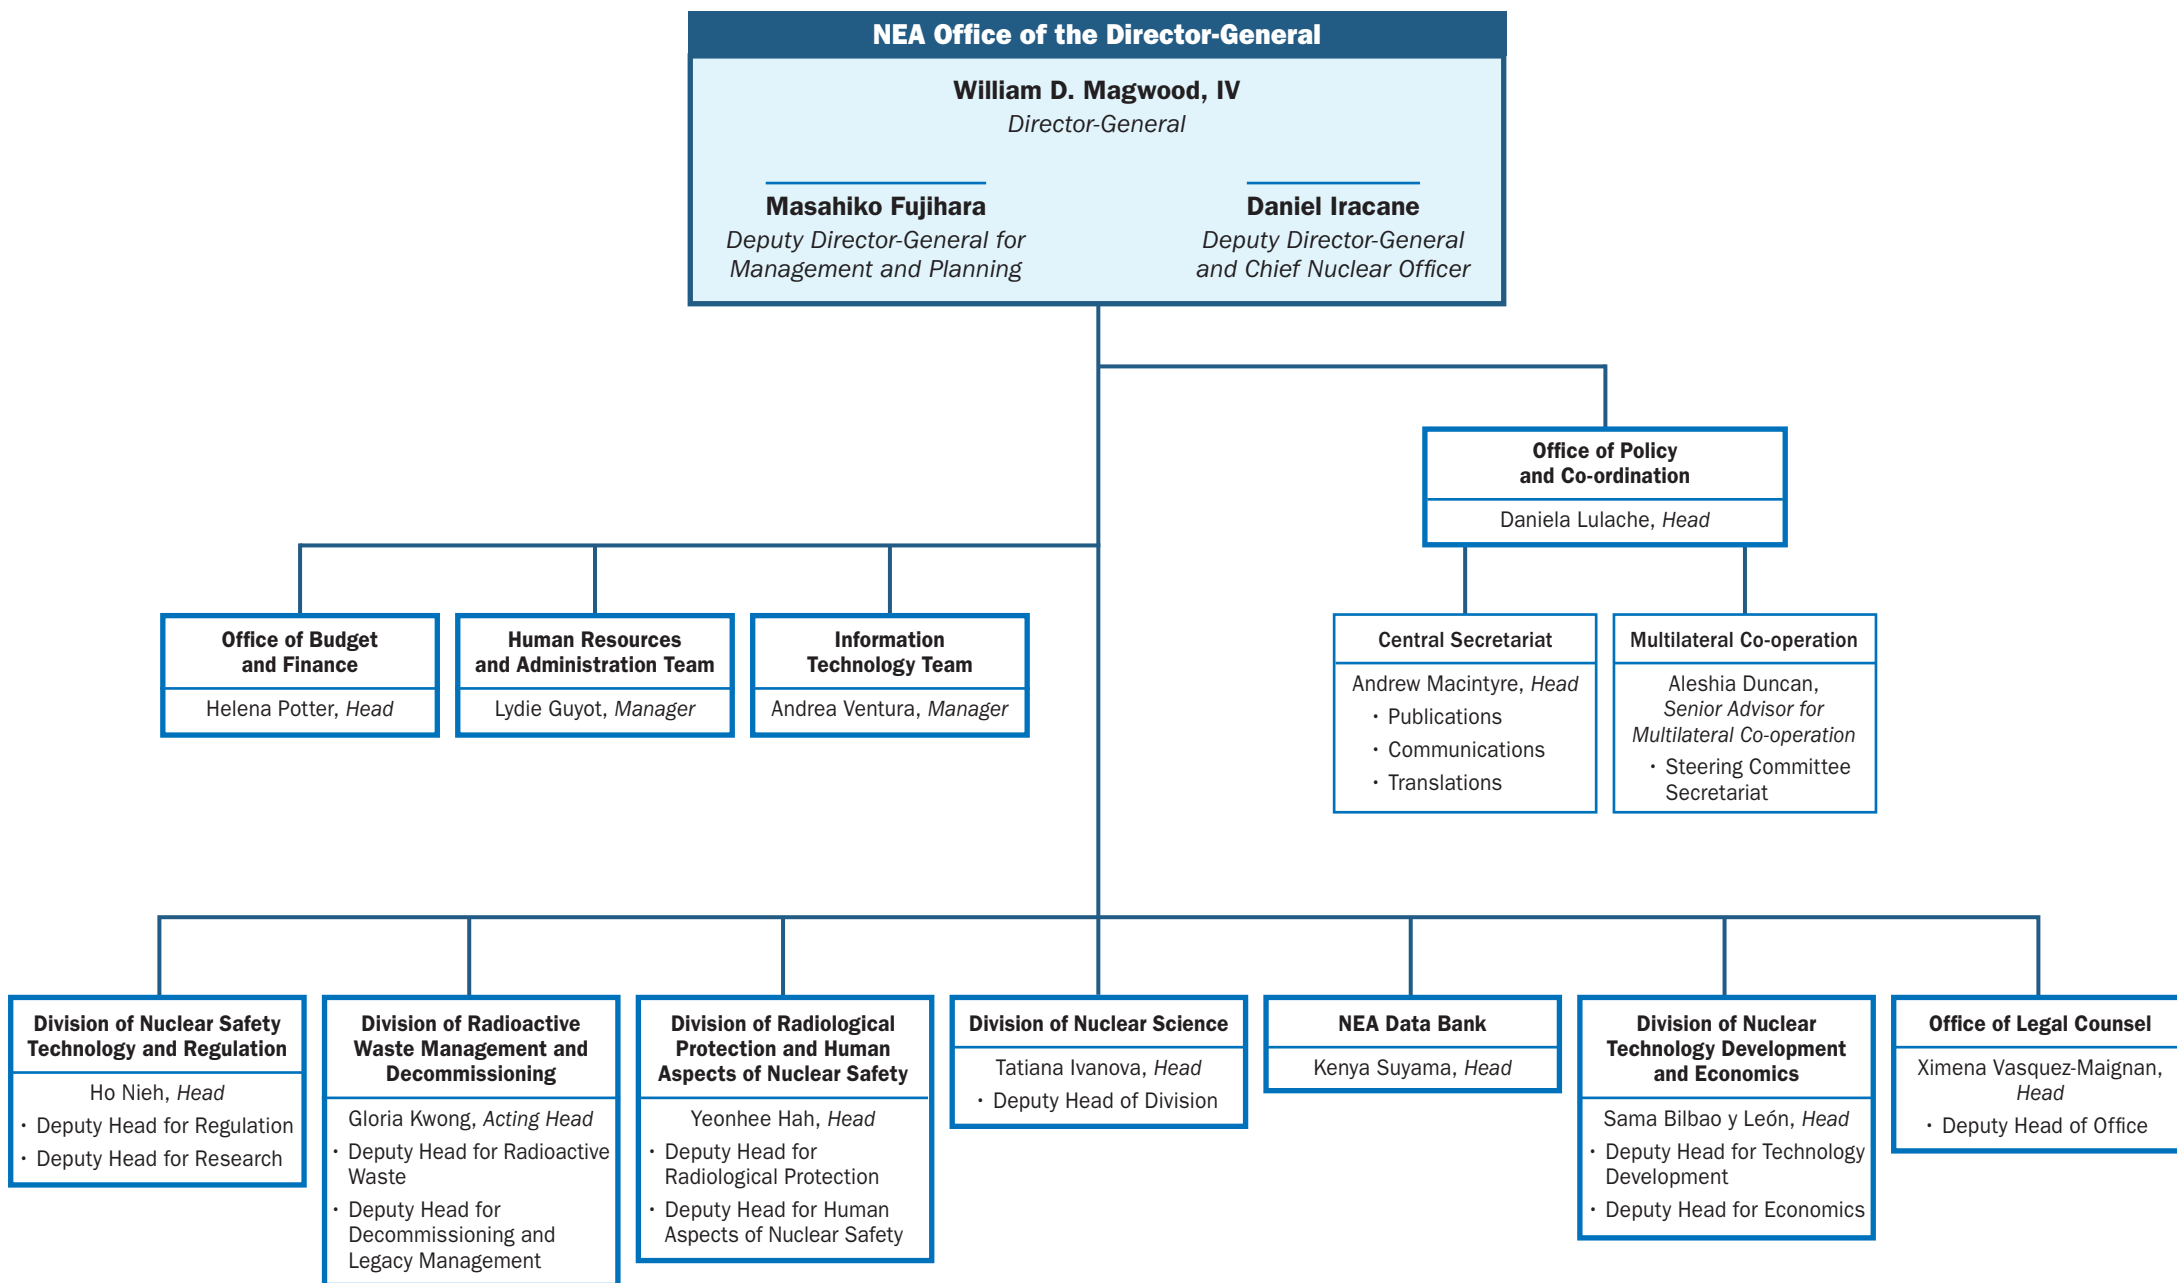 NEA Office of the Director-General
William D. Magwood, IV
Director-General
Masahiko Fujihara
Deputy Director-General for
Management and Planning
Daniel Iracane
Deputy Director-General
and Chief Nuclear Officer
Office of Policy
and Co-ordination
Daniela Lulache, Head
Office of Budget
and Finance
Helena Potter, Head
Human Resources
and Administration Team
Lydie Guyot, Manager
Information
Technology Team
Andrea Ventura, Manager
Central Secretariat
Andrew Macintyre, Head
• Publications
• Communications
• Translations
Multilateral Co-operation
Aleshia Duncan,
Senior Advisor for
Multilateral Co-operation
• Steering Committee
Secretariat
Division of Nuclear Safety
Technology and Regulation
Ho Nieh, Head
• Deputy Head for Regulation
• Deputy Head for Research
Division of Radioactive
Waste Management and
Decommissioning
Gloria Kwong, Acting Head
• Deputy Head for Radioactive
Waste
• Deputy Head for
Decommissioning and
Legacy Management
Division of Radiological
Protection and Human
Aspects of Nuclear Safety
Yeonhee Hah, Head
• Deputy Head for
Radiological Protection
• Deputy Head for Human
Aspects of Nuclear Safety
Division of Nuclear Science
Tatiana Ivanova, Head
• Deputy Head of Division
NEA Data Bank
Kenya Suyama, Head
Division of Nuclear
Technology Development
and Economics
Sama Bilbao y León, Head
• Deputy Head for Technology
Development
• Deputy Head for Economics
Office of Legal Counsel
Ximena Vasquez-Maignan,
Head
• Deputy Head of Office